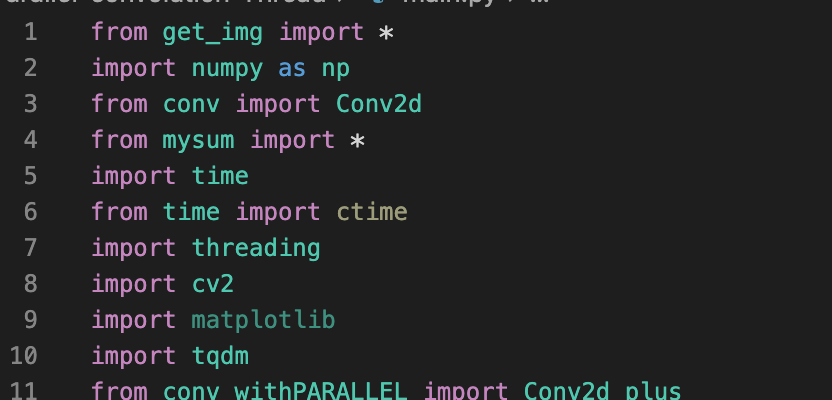 main.py
1 from get_img import *
2 import numpy as np
3 from conv import Conv2d
4 from mysum import *
5 import time
6 from time import ctime
7 import threading
8 import cv2
9 import matplotlib
10 import tqdm
11 from conv_withPARALLEL import Conv2d_plus